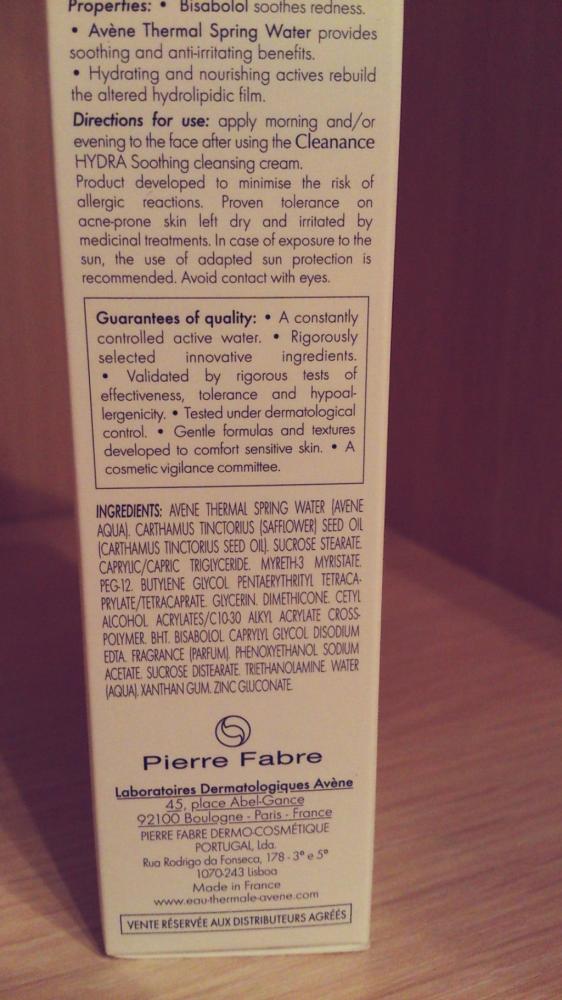 Properties: • Bisabolol soothes redness.
• Avène Thermal Spring Water provides
soothing and anti-irritating benefits.
• Hydrating and nourishing actives rebuild
the altered hydrolipidic film.
Directions for use: apply morning and/or
evening to the face after using the Cleanance
HYDRA Soothing cleansing cream.
Product developed to minimise the risk of
allergic reactions. Proven tolerance on
acne-prone skin left dry and irritated by
medicinal treatments. In case of exposure to the
sun, the use of adapted sun protection is
recommended. Avoid contact with eyes.
Guarantees of quality: • A constantly
controlled active water. • Rigorously
selected innovative ingredients.
• Validated by rigorous tests of
effectiveness, tolerance and hypoal-
lergenicity. • Tested under dermatological
control. • Gentle formulas and textures
developed to comfort sensitive skin. • A
cosmetic vigilance committee.
INGREDIENTS: AVENE THERMAL SPRING WATER (AVENE
AQUA). CARTHAMUS TINCTORIUS (SAFFLOWER) SEED OIL
(CARTHAMUS TINCTORIUS SEED OIL). SUCROSE STEARATE.
CAPRYLIC/CAPRIC TRIGLYCERIDE. MYRETH-3 MYRISTATE.
PEG-12. BUTYLENE GLYCOL. PENTAERYTHRITYL TETRACA-
PRYLATE/TETRACAPRATE. GLYCERIN. DIMETHICONE. CETYL
ALCOHOL. ACRYLATES/C10-30 ALKYL ACRYLATE CROSS-
POLYMER. BHT. BISABOLOL. CAPRYLYL GLYCOL. DISODIUM
EDTA. FRAGRANCE (PARFUM). PHENOXYETHANOL. SODIUM
ACETATE. SUCROSE DISTEARATE. TRIETHANOLAMINE. WATER
(AQUA). XANTHAN GUM. ZINC GLUCONATE.
Pierre Fabre
Laboratoires Dermatologiques Avène
45, place Abel-Gance
92100 Boulogne - Paris - France
PIERRE FABRE DERMO-COSMÉTIQUE
PORTUGAL, Lda.
Rua Rodrigo da Fonseca, 178 - 3º e 5º
1070-243 Lisboa
Made in France
www.eau-thermale-avene.com
VENTE RÉSERVÉE AUX DISTRIBUTEURS AGRÉÉS